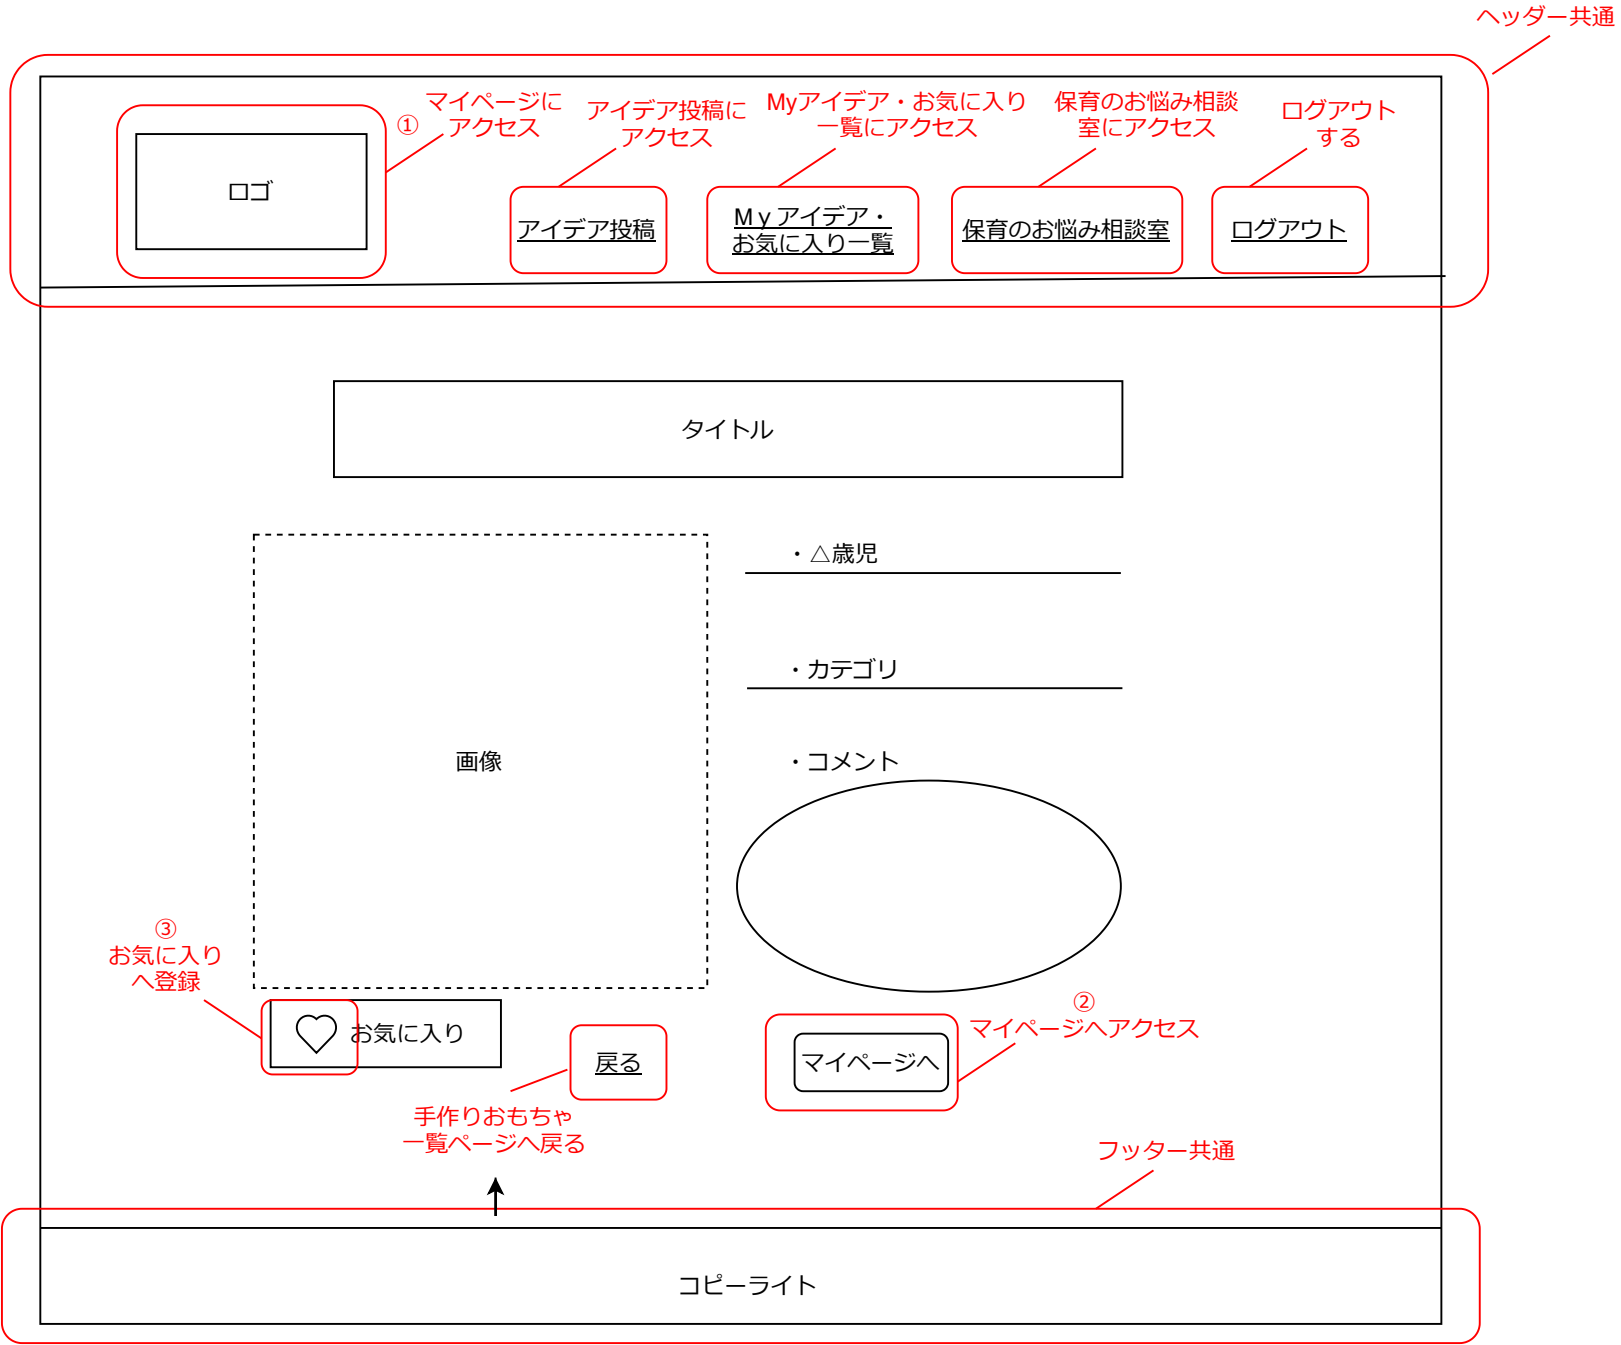 ヘッダー共通
①
マイページに
アクセス
アイデア投稿に
アクセス
Myアイデア・お気に入り
一覧にアクセス
保育のお悩み相談
室にアクセス
ログアウト
する
ロゴ
アイデア投稿
Ｍｙアイデア・
お気に入り一覧
保育のお悩み相談室
ログアウト
タイトル
・△歳児
・カテゴリ
画像
・コメント
③
お気に入り
へ登録
お気に入り
戻る
②
マイページへアクセス
マイページへ
手作りおもちゃ
一覧ページへ戻る
フッター共通
コピーライト